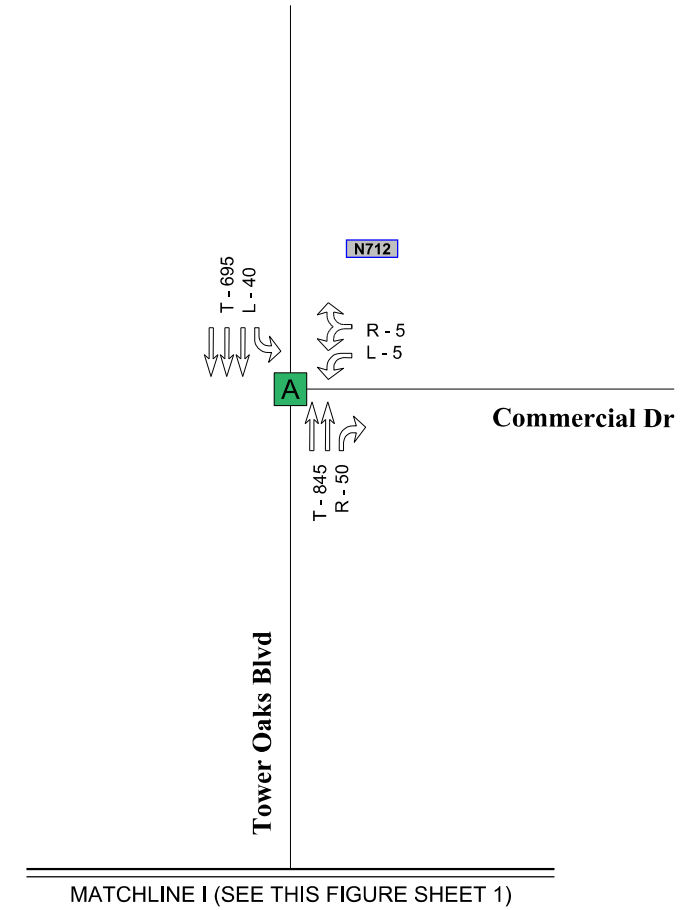 N712
T - 695
L - 40
R - 5
L - 5
A
Commercial Dr
T - 845
R - 50
Tower Oaks Blvd
MATCHLINE I (SEE THIS FIGURE SHEET 1)